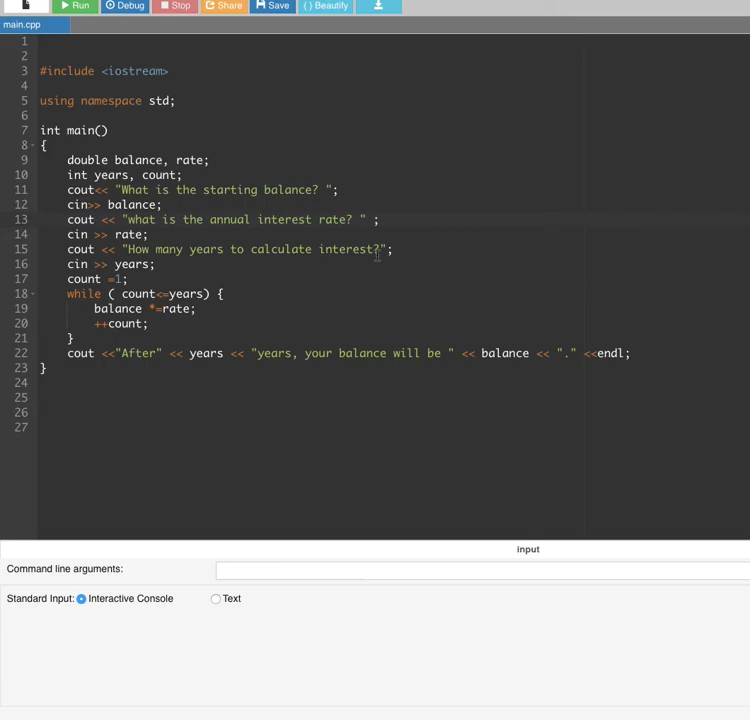 Run Debug Stop Share Save { } Beautify
main.cpp
1
2
3 #include <iostream>
4
5 using namespace std;
6
7 int main()
8 {
9 double balance, rate;
10 int years, count;
11 cout<< "What is the starting balance? ";
12 cin>> balance;
13 cout << "what is the annual interest rate? " ;
14 cin >> rate;
15 cout << "How many years to calculate interest?";
16 cin >> years;
17 count =1;
18 while ( count<=years) {
19 balance *=rate;
20 ++count;
21 }
22 cout <<"After" << years << "years, your balance will be " << balance << "." <<endl;
23 }
24
25
26
27
input
Command line arguments:
Standard Input: Interactive Console Text